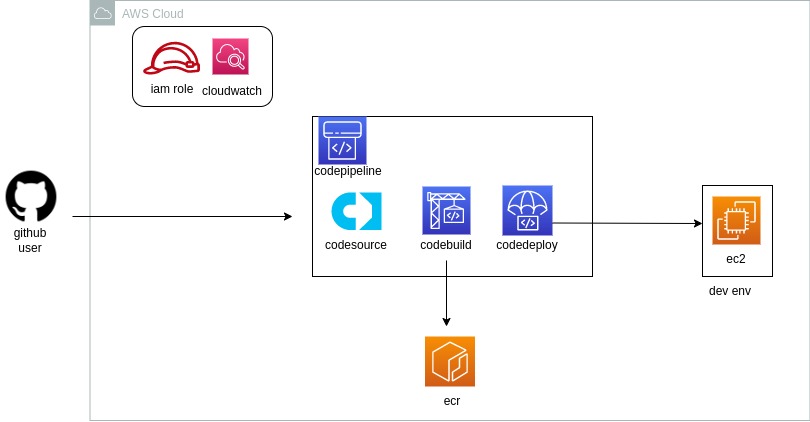 AWS Cloud
iam role
cloudwatch
codepipeline
github
user
codesource
codebuild
codedeploy
ec2
dev env
ecr